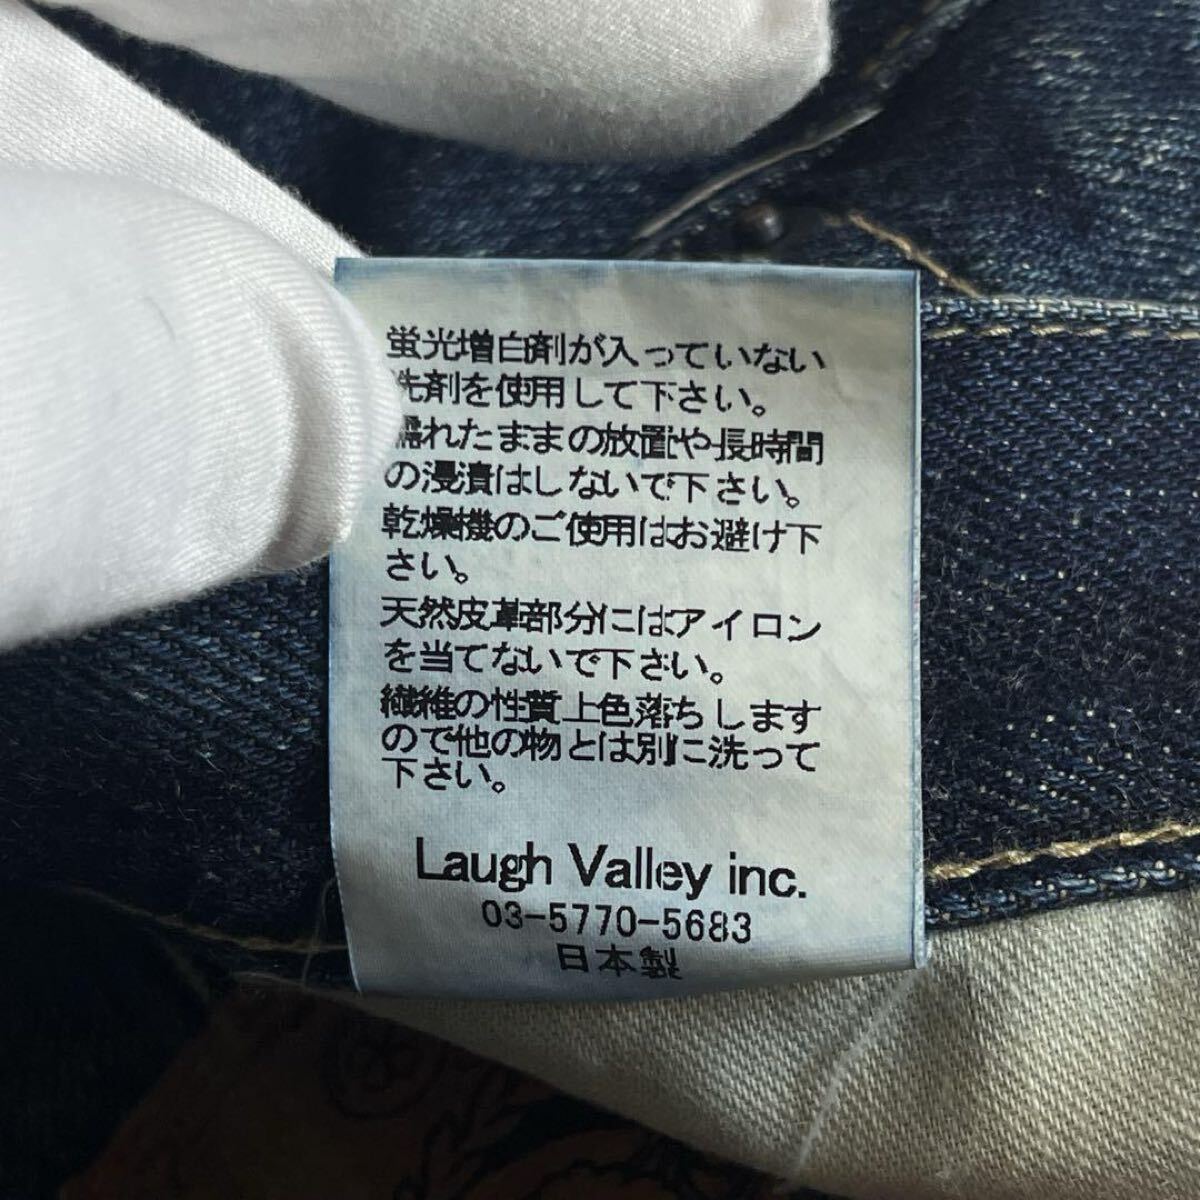 蛍光増白剤が入っていない
洗剤を使用して下さい。
濡れたままの放置や長時間
の浸漬はしないで下さい。
乾燥機のご使用はお避け下
さい。
天然皮革部分にはアイロン
を当てないで下さい。
繊維の性質上色落ちします
ので他の物とは別に洗って
下さい。
Laugh Valley inc.
03-5770-5683
日本製